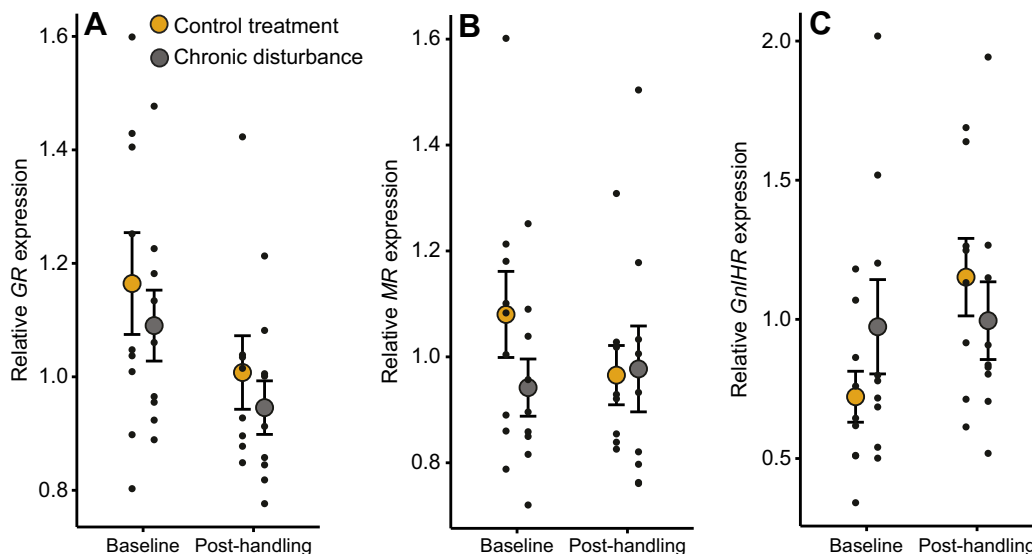 A
Control treatment
Chronic disturbance
Relative GR expression
1.6
1.4
1.2
1.0
0.8
Baseline Post-handling
B
Relative MR expression
1.6
1.4
1.2
1.0
0.8
Baseline Post-handling
C
Relative GnIHR expression
2.0
1.5
1.0
0.5
Baseline Post-handling